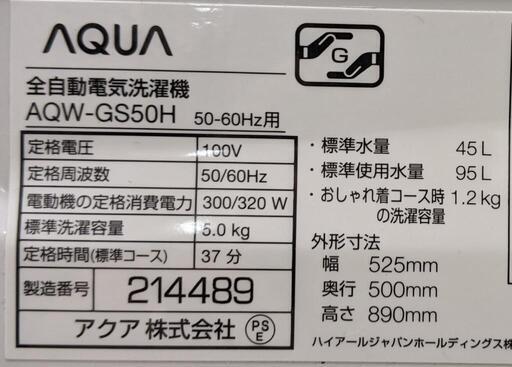 AQUA
G
全自動電気洗濯機
AQW-GS50H 50-60Hz用
定格電圧 100V
定格周波数 50/60Hz
電動機の定格消費電力 300/320 W
標準洗濯容量 5.0 kg
定格時間(標準コース) 37 分
製造番号 214489
アクア 株式会社 PSE
・標準水量 45 L
・標準使用水量 95 L
・おしゃれ着コース時 1.2 kg
の洗濯容量
外形寸法
幅 525mm
奥行 500mm
高さ 890mm
ハイアールジャパンホールディングス株